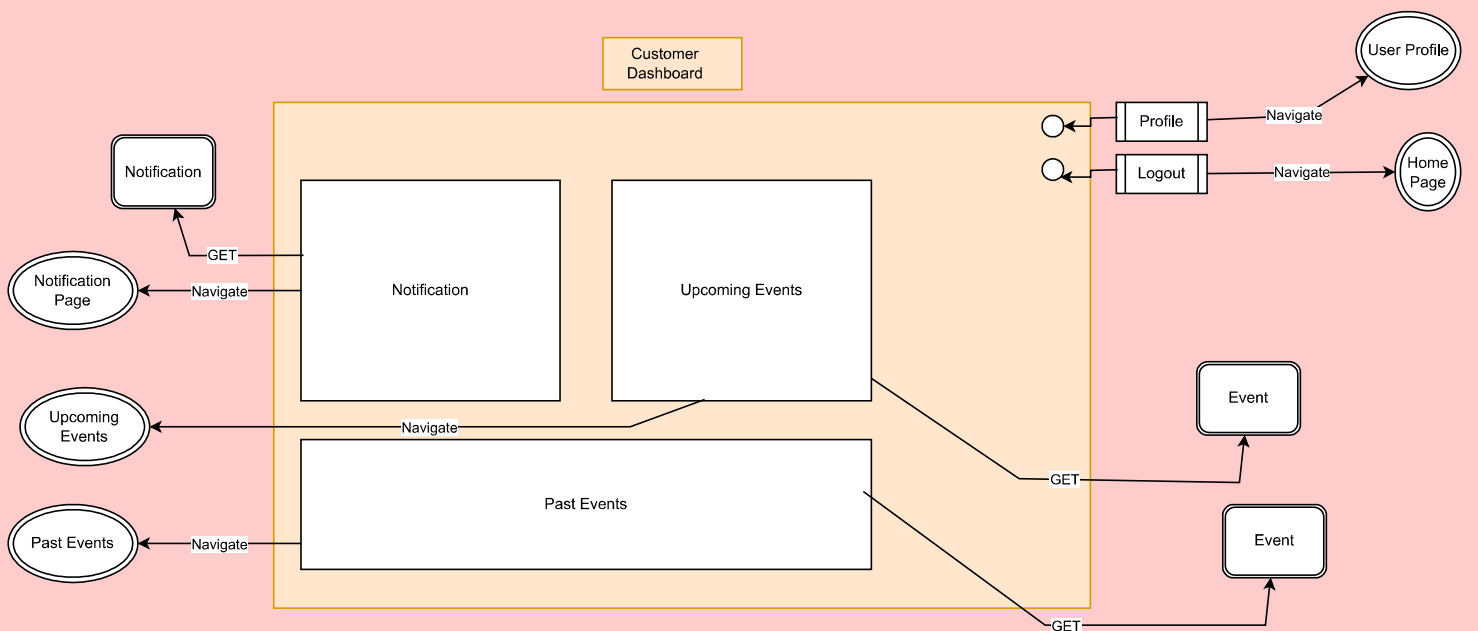 Customer
Dashboard
User Profile
Profile
Navigate
Logout
Navigate
Home
Page
Notification
GET
Notification
Page
Navigate
Notification
Upcoming Events
Upcoming
Events
Navigate
Event
GET
Past Events
Navigate
Past Events
Event
GET